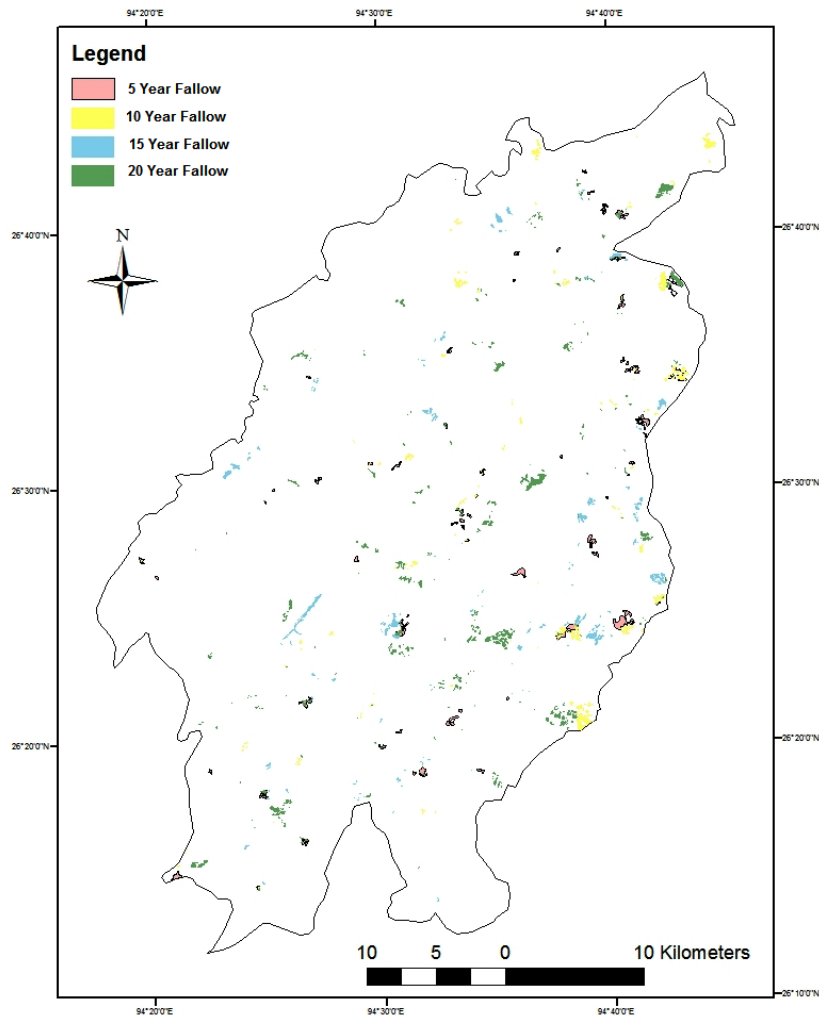 94°20'0"E 94°30'0"E 94°40'0"E
Legend
5 Year Fallow
10 Year Fallow
15 Year Fallow
20 Year Fallow
N
26°40'0"N 26°40'0"N
26°30'0"N 26°30'0"N
26°20'0"N 26°20'0"N
10 5 0 10 Kilometers
26°10'0"N
94°20'0"E 94°30'0"E 94°40'0"E